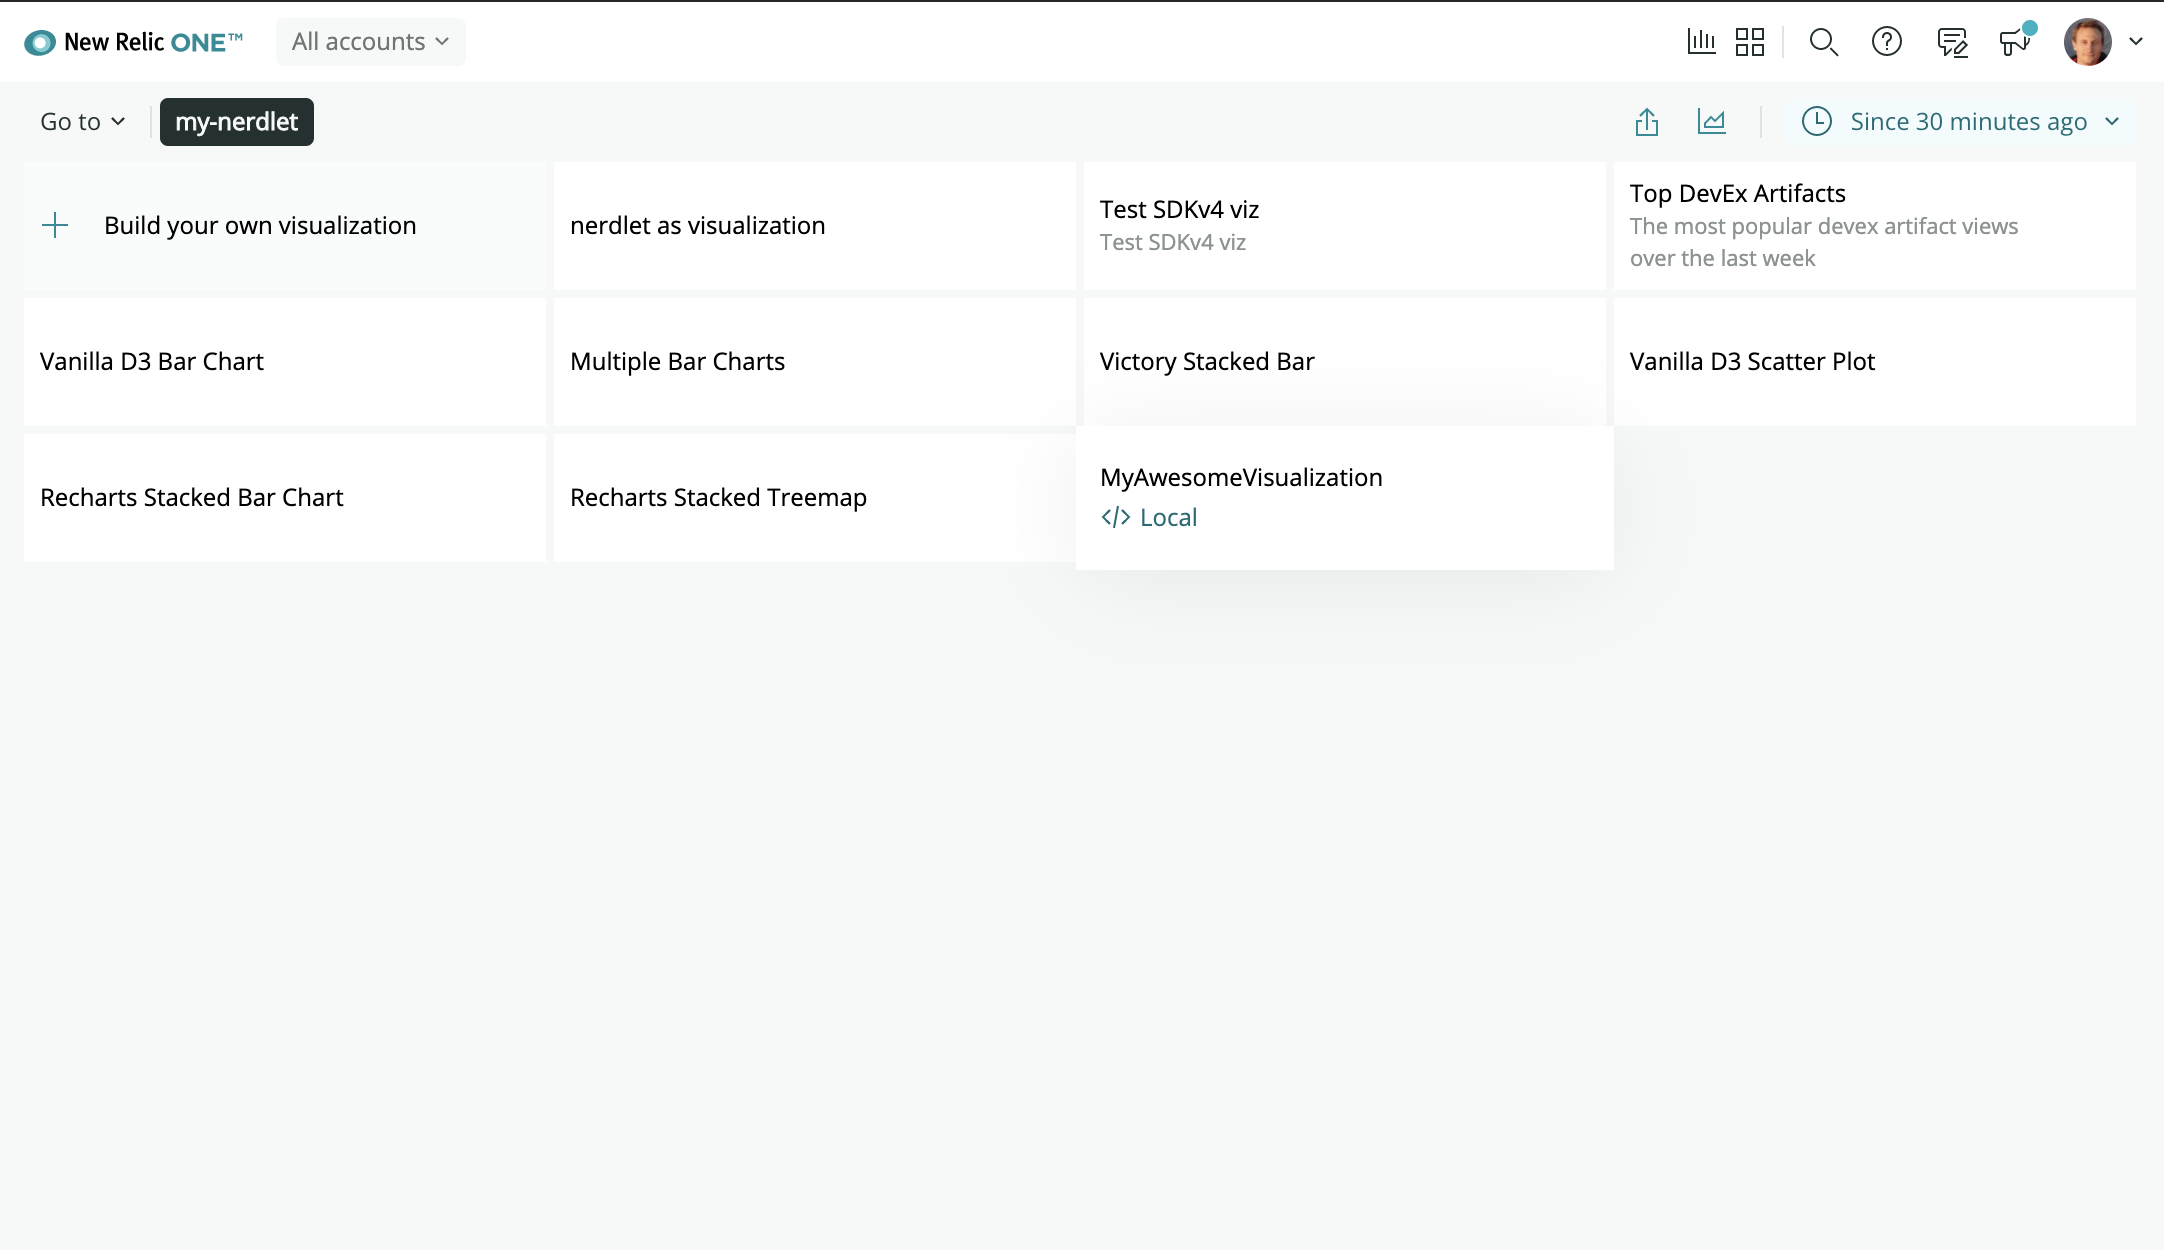 New Relic ONE™
All accounts
Go to
my-nerdlet
Since 30 minutes ago
Build your own visualization
nerdlet as visualization
Test SDKv4 viz
Test SDKv4 viz
Top DevEx Artifacts
The most popular devex artifact views
over the last week
Vanilla D3 Bar Chart
Multiple Bar Charts
Victory Stacked Bar
Vanilla D3 Scatter Plot
Recharts Stacked Bar Chart
Recharts Stacked Treemap
MyAwesomeVisualization
</> Local